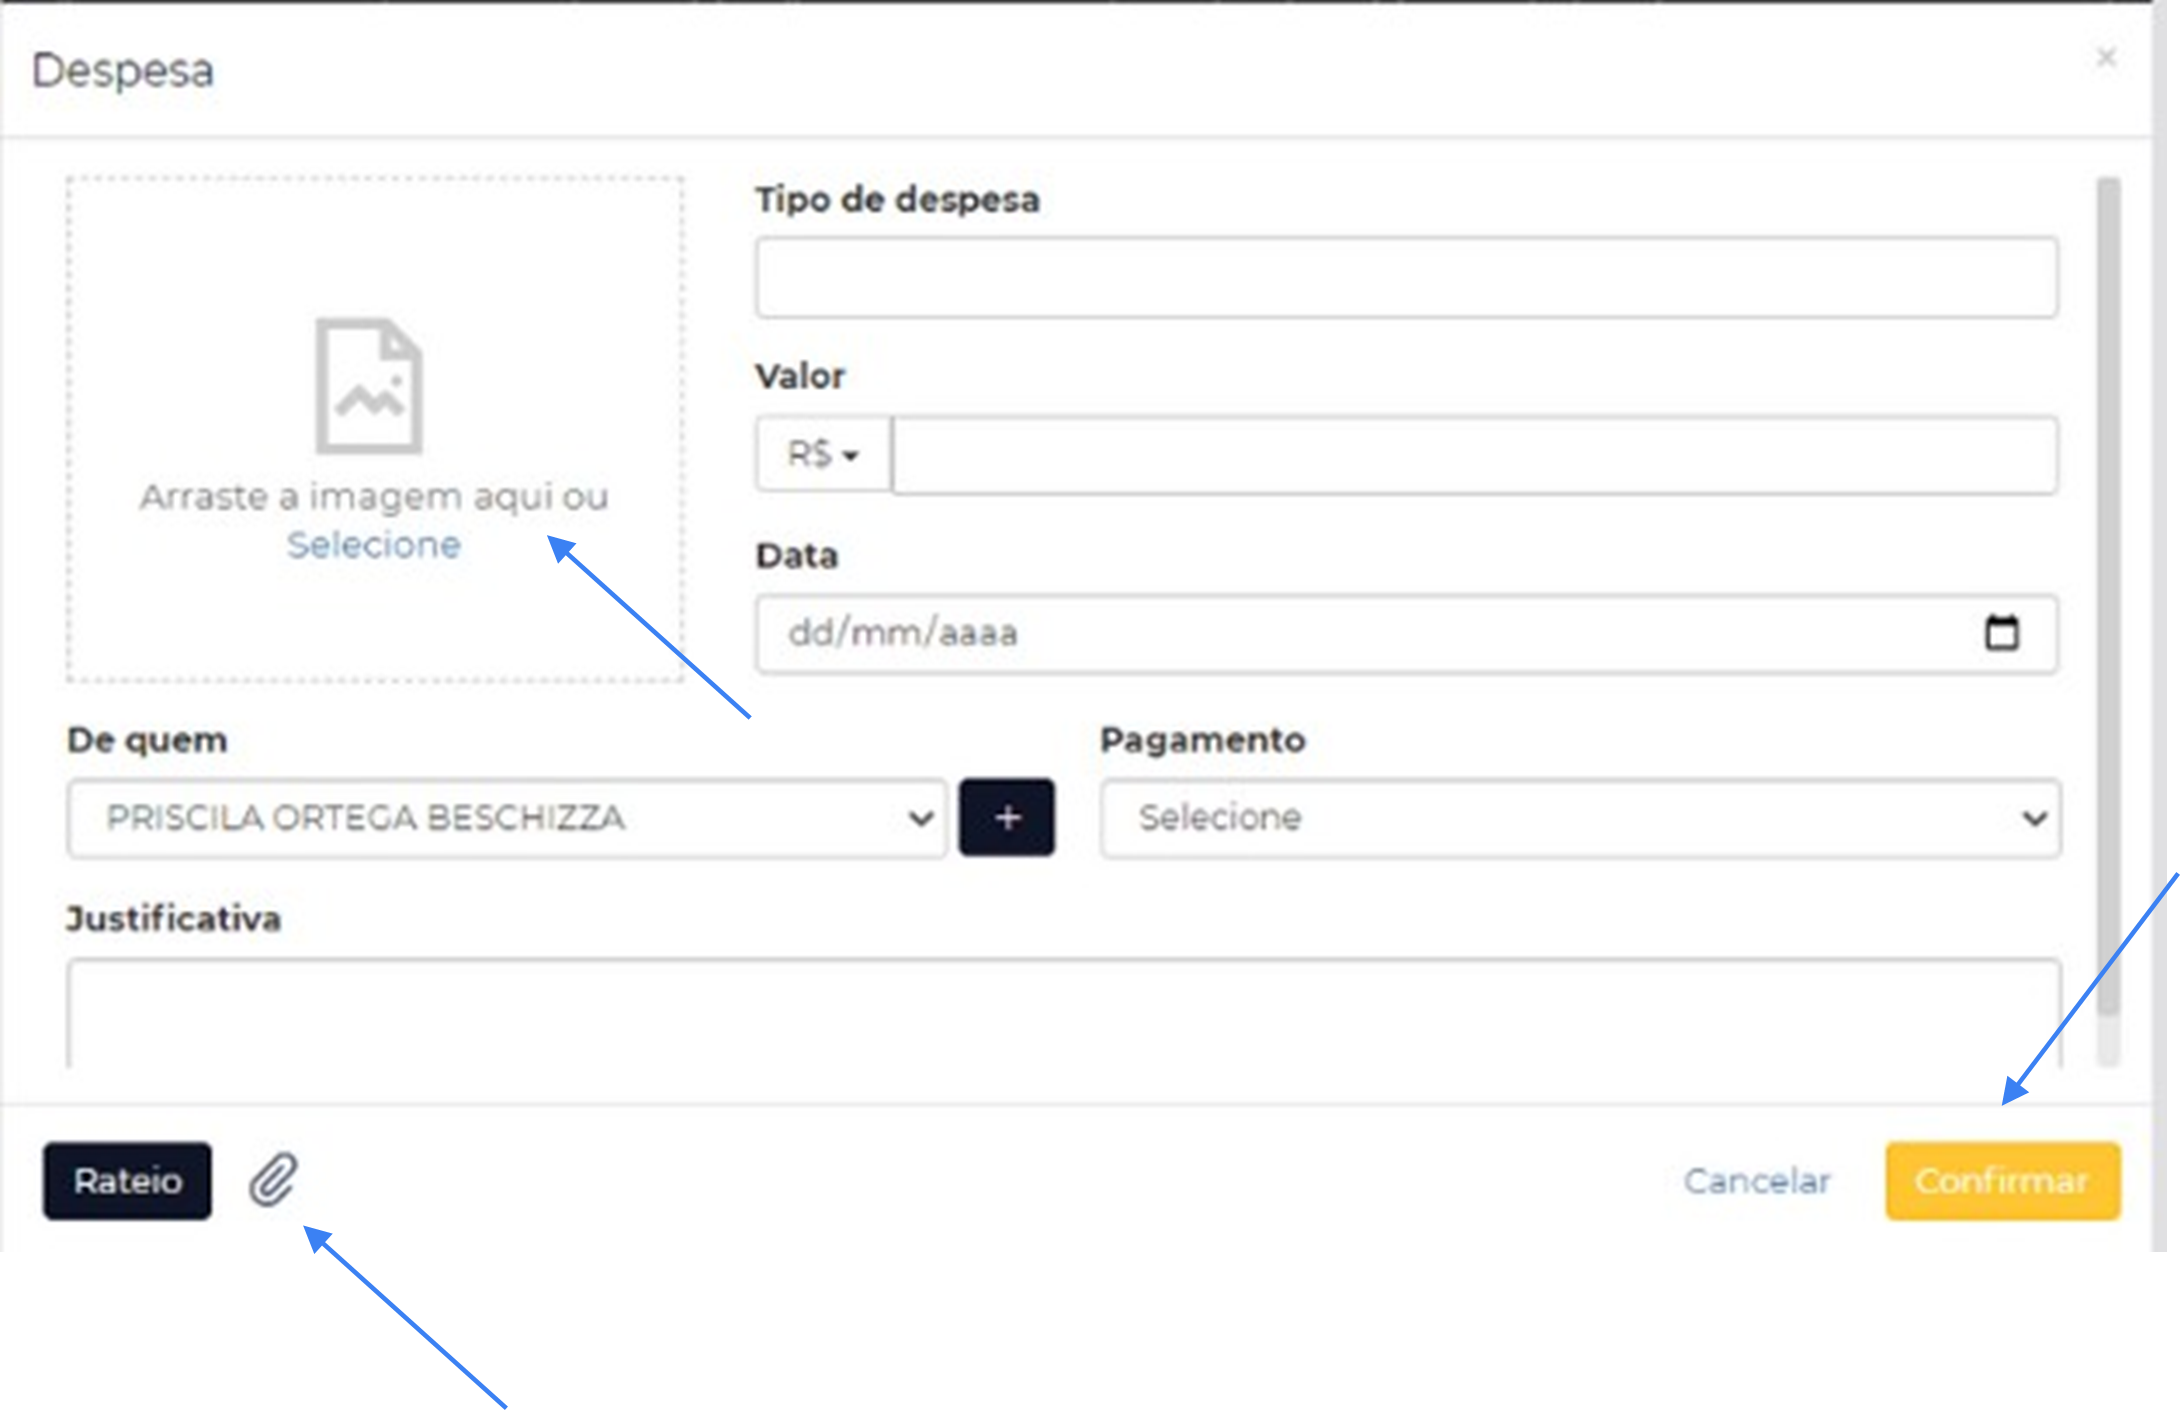 Despesa
×
Arraste a imagem aqui ou
Selecione
Tipo de despesa
Valor
R$
Data
dd/mm/aaaa
De quem
PRISCILA ORTEGA BESCHIZZA
+
Pagamento
Selecione
Justificativa
Rateio
Cancelar
Confirmar